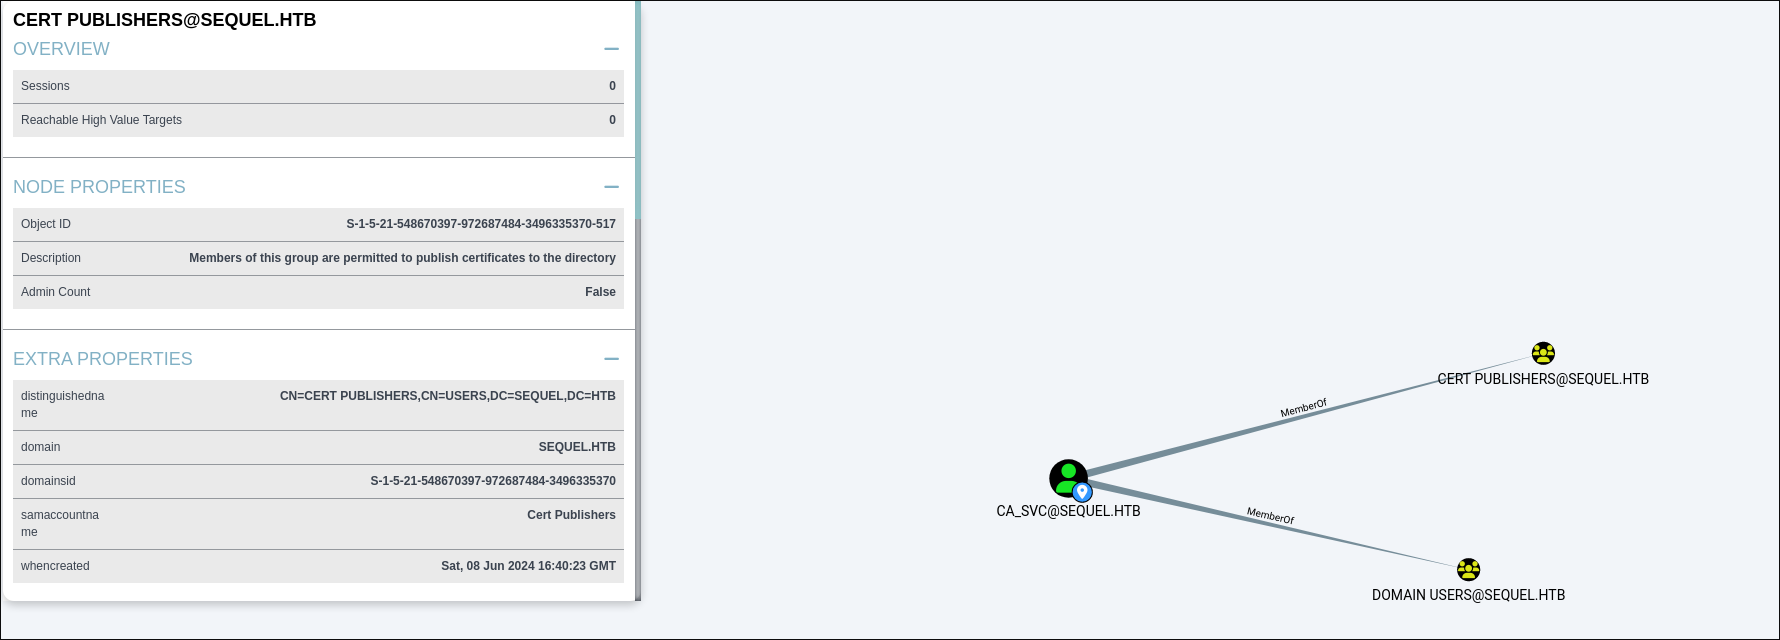 CERT PUBLISHERS@SEQUEL.HTB
OVERVIEW
Sessions 0
Reachable High Value Targets 0
NODE PROPERTIES
Object ID S-1-5-21-548670397-972687484-3496335370-517
Description Members of this group are permitted to publish certificates to the directory
Admin Count False
EXTRA PROPERTIES
distinguishedna CN=CERT PUBLISHERS,CN=USERS,DC=SEQUEL,DC=HTB
me
domain SEQUEL.HTB
domainsid S-1-5-21-548670397-972687484-3496335370
samaccountna Cert Publishers
me
whencreated Sat, 08 Jun 2024 16:40:23 GMT
CERT PUBLISHERS@SEQUEL.HTB
MemberOf
CA_SVC@SEQUEL.HTB
MemberOf
DOMAIN USERS@SEQUEL.HTB